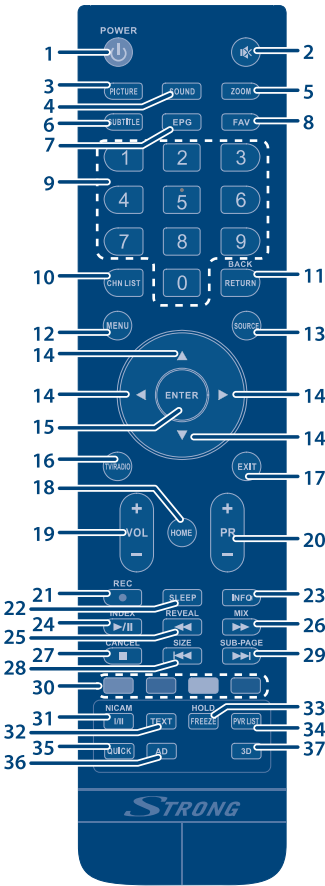 POWER
1 2
3 PICTURE SOUND ZOOM 5
4
6 SUBTITLE EPG FAV 8
7
1 2 3
9
4 5 6
7 8 9
BACK
10 CHN LIST 0 RETURN 11
12 MENU SOURCE 13
14
14 ENTER 14
15 14
16 TV/RADIO EXIT 17
18
19 VOL HOME PR 20
REC
21 SLEEP INFO 23
22
INDEX REVEAL MIX
24 26
25
CANCEL SIZE SUB-PAGE
27 29
28
30
NICAM HOLD 33
31 I/II TEXT FREEZE PVR LIST
32 34
35 QUICK AD 3D 37
36
STRONG